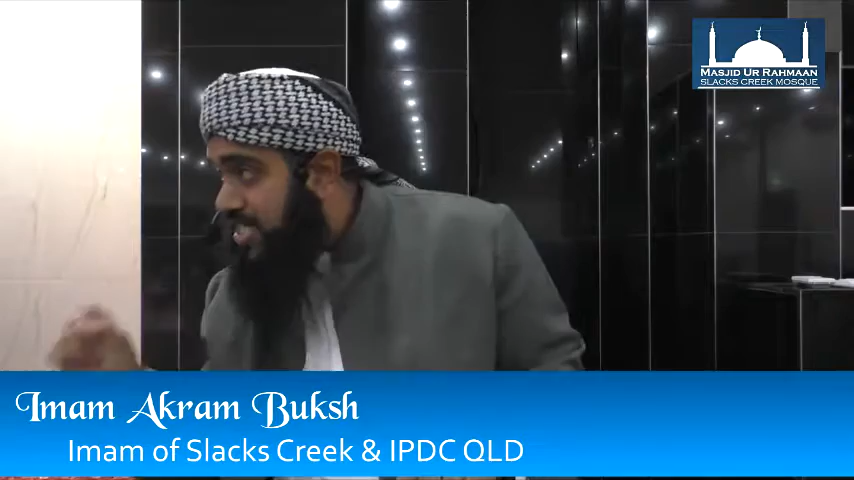 MASJID UR RAHMAAN
SLACKS CREEK MOSQUE
Imam Akram Buksh
Imam of Slacks Creek & IPDC QLD